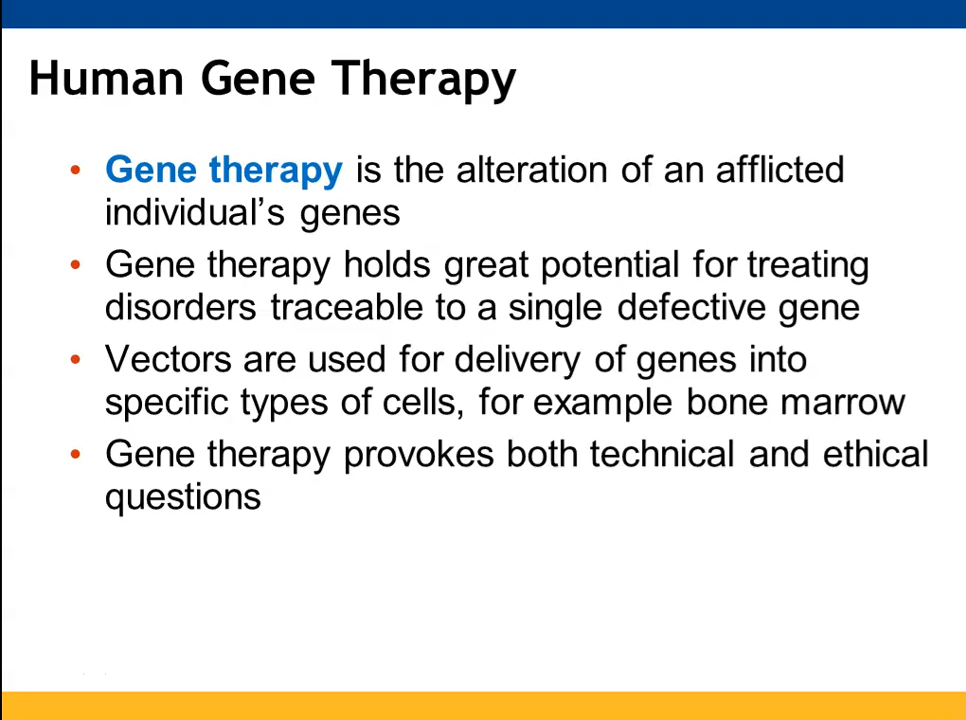 Human Gene Therapy
• Gene therapy is the alteration of an afflicted
individual’s genes
• Gene therapy holds great potential for treating
disorders traceable to a single defective gene
• Vectors are used for delivery of genes into
specific types of cells, for example bone marrow
• Gene therapy provokes both technical and ethical
questions